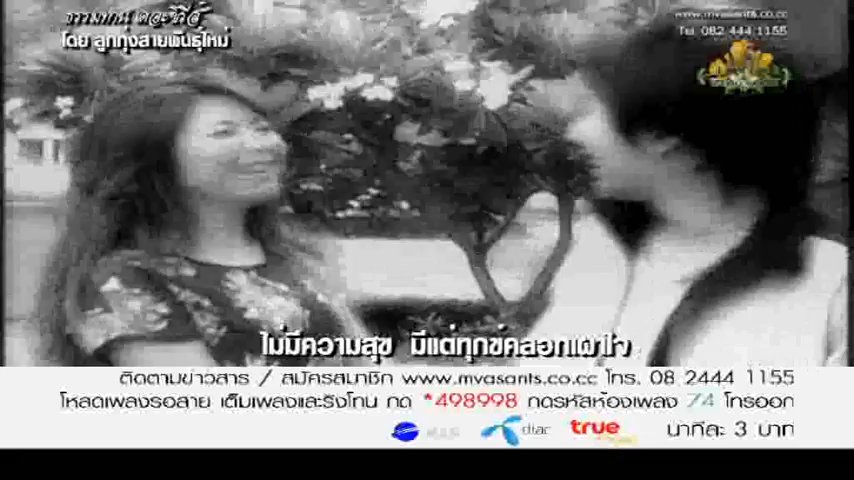 โดย ลูกทุ่งสายพันธุ์ใหม่
www.mvasants.co.cc
Tel. 082 444 1155
ไม่มีความสุข มีแต่ทุกข์คลอกเผาใจ
ติดตามข่าวสาร / สมัครสมาชิก www.mvasants.co.cc โทร. 08 2444 1155
โหลดเพลงรอสาย เต็มเพลงและริงโทน กด *498998 กดรหัสห้องเพลง 74 โทรออก
dtac true นาทีละ 3 บาท